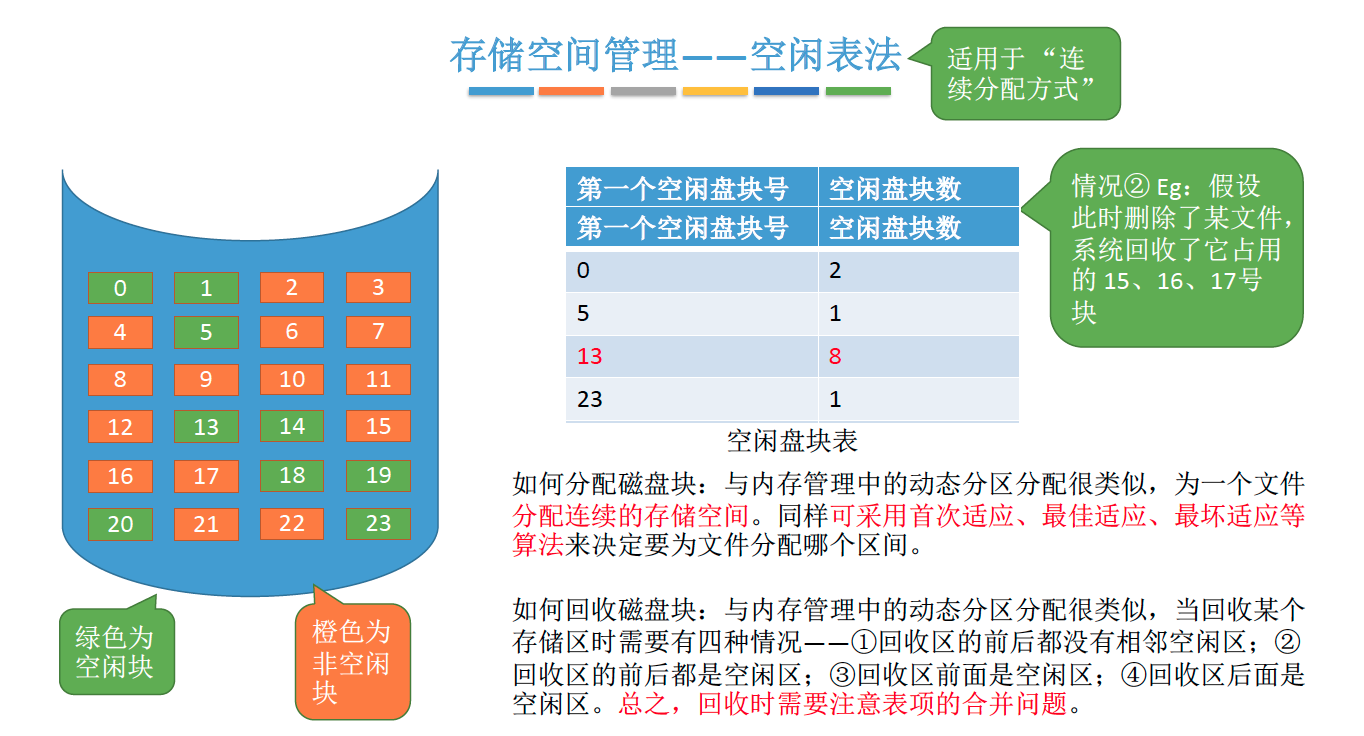 存储空间管理——空闲表法
适用于 “连
续分配方式”
第一个空闲盘块号 空闲盘块数
第一个空闲盘块号 空闲盘块数
0 2
5 1
13 8
23 1
空闲盘块表
情况② Eg：假设
此时删除了某文件，
系统回收了它占用
的 15、16、17号
块
0 1 2 3
4 5 6 7
8 9 10 11
12 13 14 15
16 17 18 19
20 21 22 23
绿色为
空闲块
橙色为
非空闲
块
如何分配磁盘块：与内存管理中的动态分区分配很类似，为一个文件
分配连续的存储空间。同样可采用首次适应、最佳适应、最坏适应等
算法来决定要为文件分配哪个区间。
如何回收磁盘块：与内存管理中的动态分区分配很类似，当回收某个
存储区时需要有四种情况——①回收区的前后都没有相邻空闲区；②
回收区的前后都是空闲区；③回收区前面是空闲区；④回收区后面是
空闲区。总之，回收时需要注意表项的合并问题。